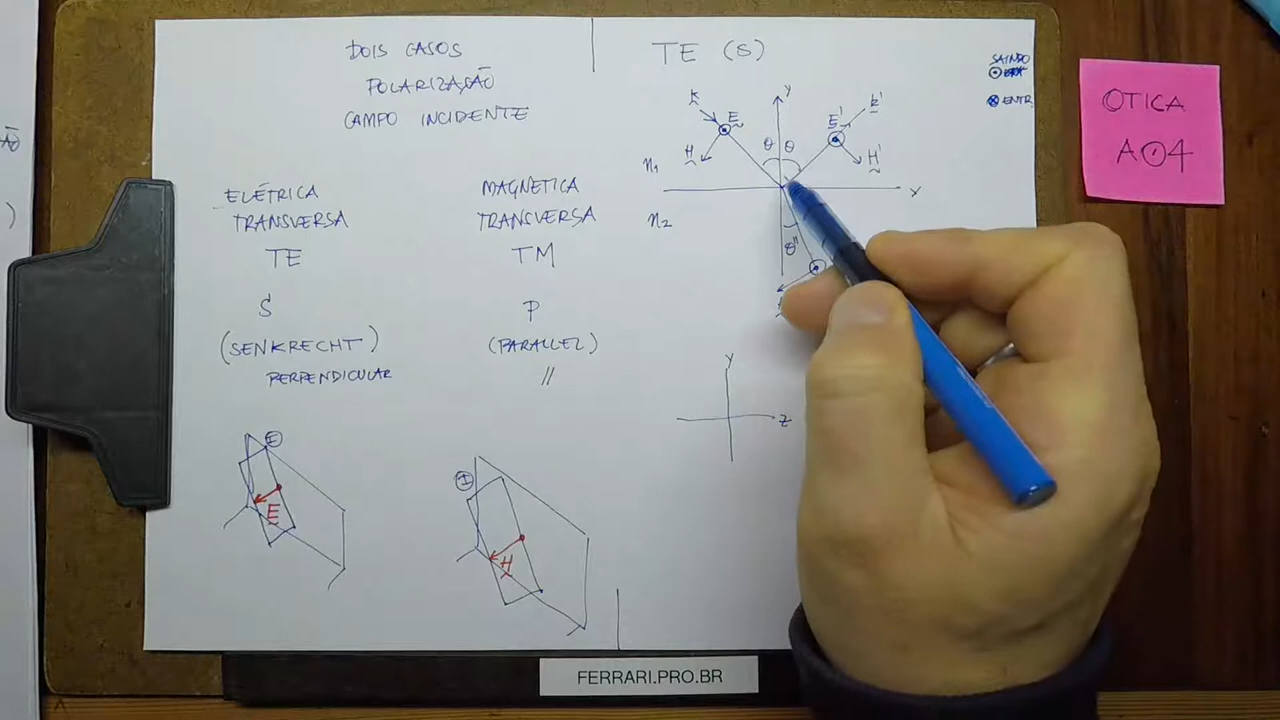 DOIS CASOS
POLARIZAÇÃO
CAMPO INCIDENTE
ELÉTRICA
TRANSVERSA
TE
S
(SENKRECHT)
PERPENDICULAR
MAGNÉTICA
TRANSVERSA
TM
P
(PARALLEL)
//
E
E
I
H
TE (S)
SAINDO
ENTR.
y
k
E
H
θ
θ
E'
k'
H'
n1
x
n2
θ''
y
z
OTICA
A04
FERRARI.PRO.BR